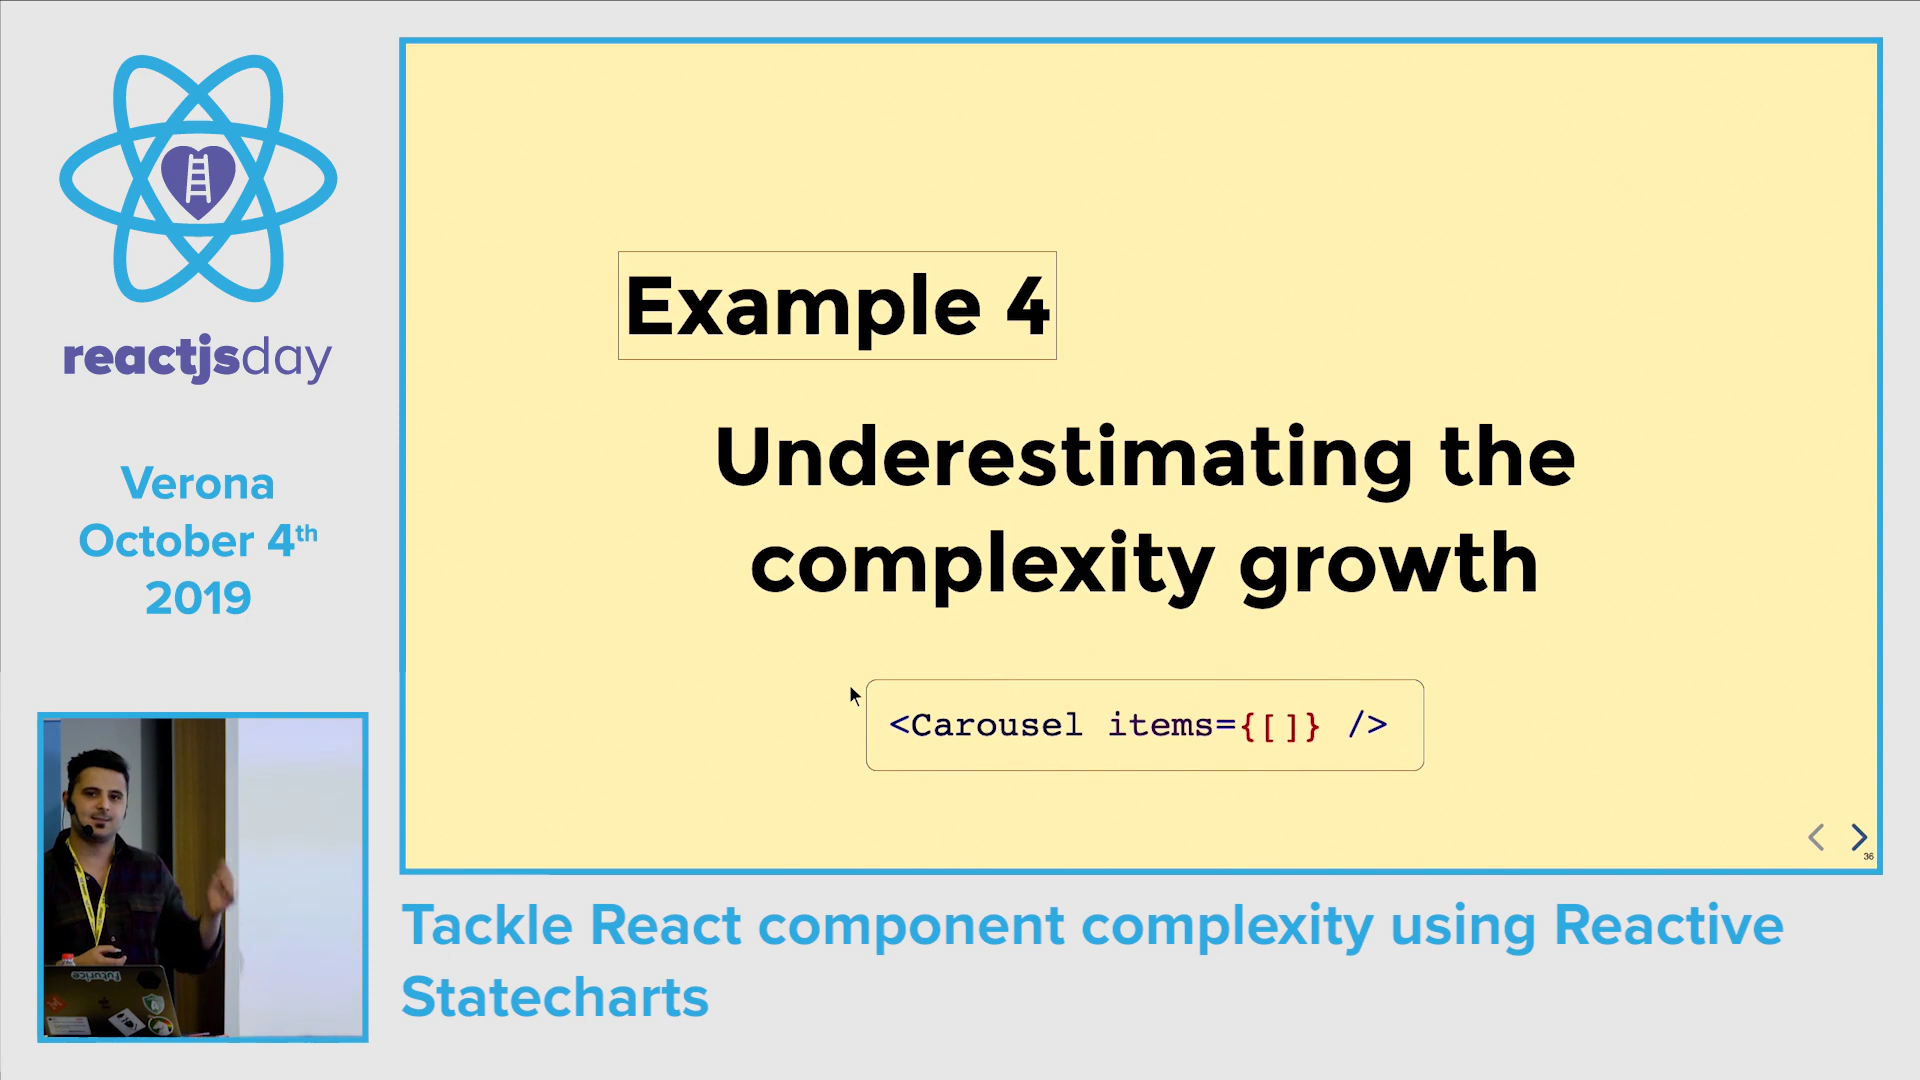 reactjsday
Verona
October 4th
2019
Example 4
Underestimating the
complexity growth
<Carousel items={[]} />
36
futurice
Tackle React component complexity using Reactive
Statecharts